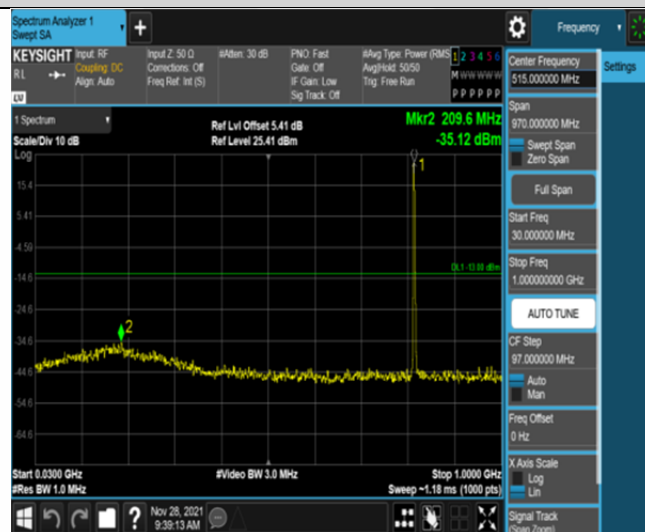 Spectrum Analyzer 1
Swept SA
+
Frequency
KEYSIGHT
RL
LXI
Input: RF
Coupling: DC
Align: Auto
Input Z: 50 Ω
Corrections: Off
Freq Ref: Int (S)
#Atten: 30 dB
PNO: Fast
Gate: Off
IF Gain: Low
Sig Track: Off
#Avg Type: Power (RMS
Avg|Hold: 50/50
Trig: Free Run
1 2 3 4 5 6
M W W W W W
P P P P P P
Center Frequency
515.000000 MHz
Settings
Span
970.000000 MHz
Swept Span
Zero Span
Full Span
Start Freq
30.000000 MHz
Stop Freq
1.000000000 GHz
AUTO TUNE
CF Step
97.000000 MHz
Auto
Man
Freq Offset
0 Hz
X Axis Scale
Log
Lin
Signal Track
(Span Zoom)
1 Spectrum
Scale/Div 10 dB
Log
Ref Lvl Offset 5.41 dB
Ref Level 25.41 dBm
Mkr2 209.6 MHz
-35.12 dBm
1
15.4
5.41
-4.59
DL1 -13.00 dBm
-14.6
-24.6
2
-34.6
-44.6
-54.6
-64.6
Start 0.0300 GHz
#Res BW 1.0 MHz
#Video BW 3.0 MHz
Stop 1.0000 GHz
Sweep ~1.18 ms (1000 pts)
?
Nov 28, 2021
9:39:13 AM